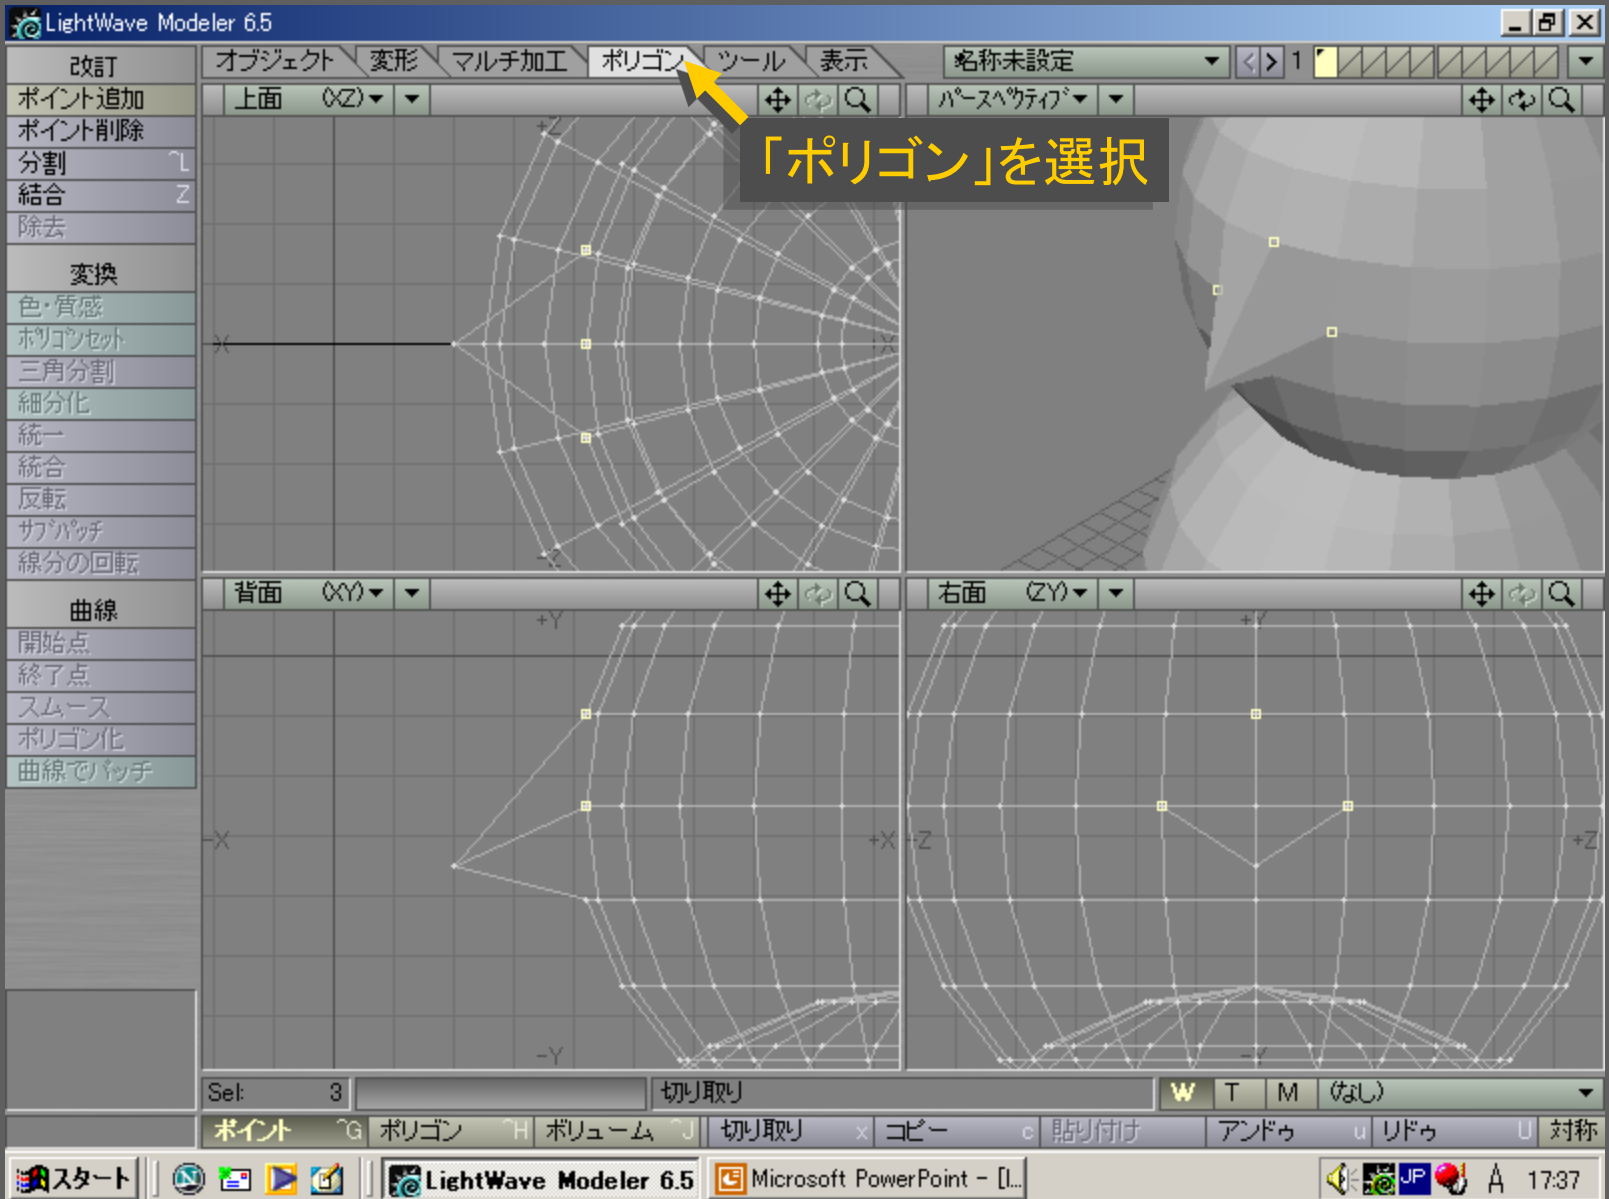 LightWave Modeler 6.5
オブジェクト 変形 マルチ加工 ポリゴン ツール 表示 名称未設定 1
改訂
ポイント追加
ポイント削除
分割 ^L
結合 Z
除去
変換
色・質感
ポリゴンセット
三角分割
細分化
統一
統合
反転
サブパッチ
線分の回転
曲線
開始点
終了点
スムース
ポリゴン化
曲線でパッチ
上面 (XZ)
パースペクティブ
「ポリゴン」を選択
+Z
-X
+X
-Z
背面 (XY)
+Y
-X
+X
-Y
右面 (ZY)
+Y
-Z
+Z
-Y
Sel: 3 切り取り W T M (なし)
ポイント ^G ポリゴン ^H ボリューム ^J 切り取り x コピー c 貼り付け アンドゥ u リドゥ U 対称
スタート LightWave Modeler 6.5 Microsoft PowerPoint - [I... JP A 17:37